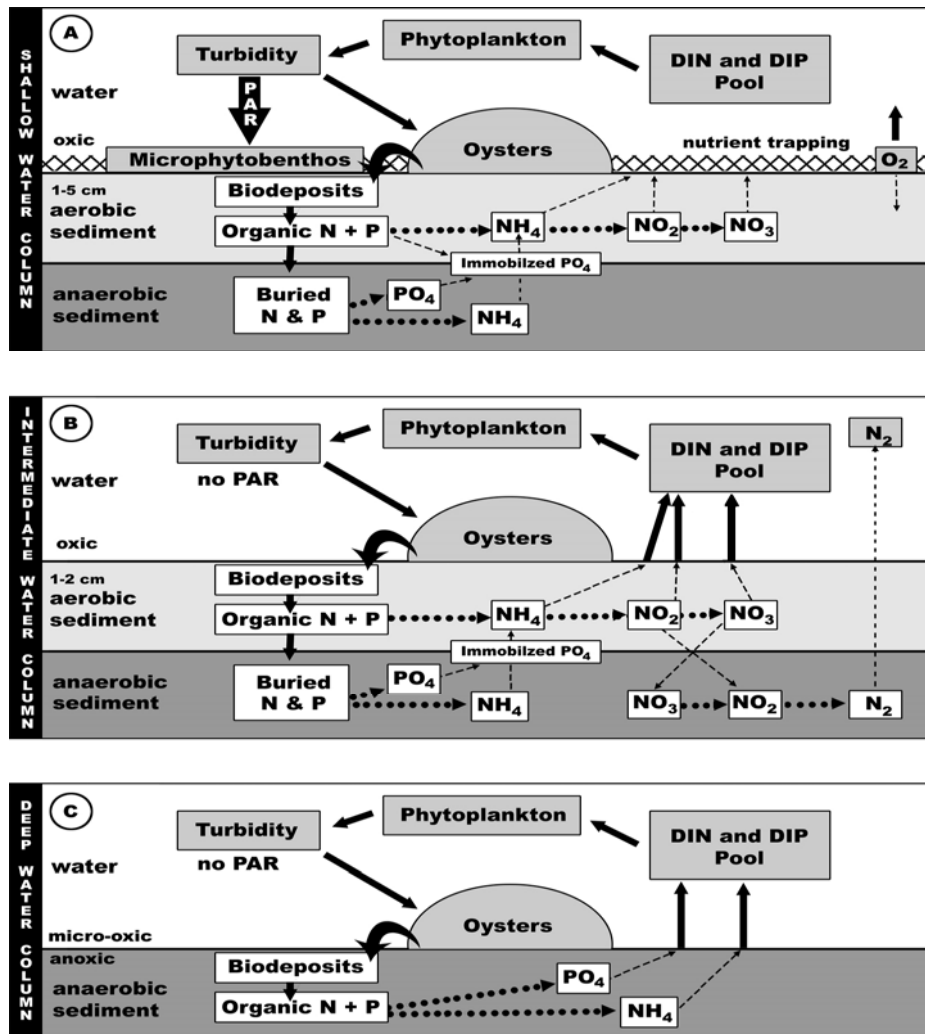 SHALLOW WATER COLUMN
A
Turbidity
Phytoplankton
DIN and DIP
Pool
water
PAR
oxic
Microphytobenthos
Oysters
nutrient trapping
O₂
1-5 cm
aerobic
sediment
Biodeposits
Organic N + P
NH₄
NO₂
NO₃
Immobilzed PO₄
anaerobic
sediment
Buried
N & P
PO₄
NH₄
INTERMEDIATE WATER COLUMN
B
Turbidity
Phytoplankton
DIN and DIP
Pool
N₂
water
no PAR
oxic
Oysters
1-2 cm
aerobic
sediment
Biodeposits
Organic N + P
NH₄
NO₂
NO₃
Immobilzed PO₄
anaerobic
sediment
Buried
N & P
PO₄
NH₄
NO₃
NO₂
N₂
DEEP WATER COLUMN
C
Turbidity
Phytoplankton
DIN and DIP
Pool
water
no PAR
micro-oxic
Oysters
anoxic
anaerobic
sediment
Biodeposits
Organic N + P
PO₄
NH₄